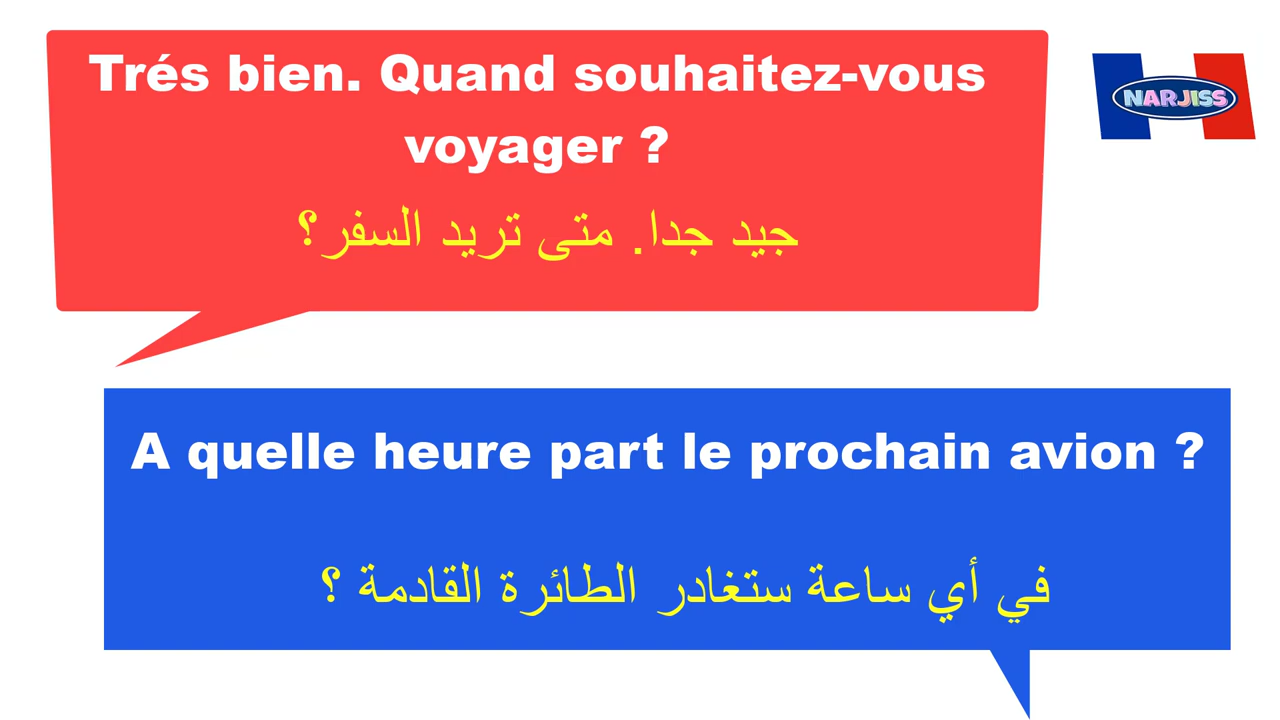 Trés bien. Quand souhaitez-vous
voyager ?
جيد جدا. متى تريد السفر؟
NARJISS
A quelle heure part le prochain avion ?
في أي ساعة ستغادر الطائرة القادمة ؟